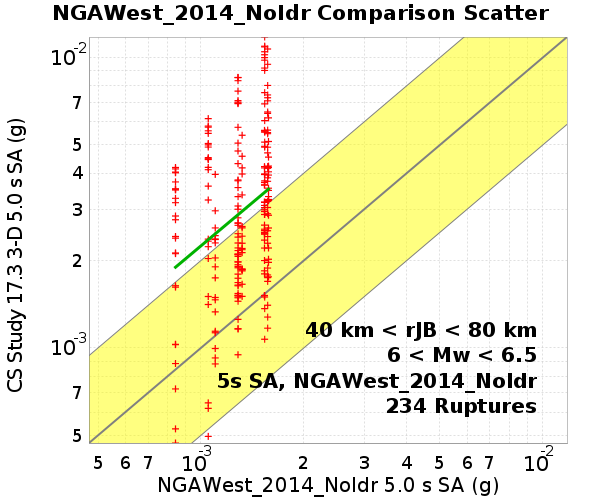 NGAWest_2014_NoIdr Comparison Scatter
CS Study 17.3 3-D 5.0 s SA (g)
10-2
7
5
4
3
2
10-3
7
5
40 km < rJB < 80 km
6 < Mw < 6.5
5s SA, NGAWest_2014_NoIdr
234 Ruptures
5 6 7 10-3 2 3 4 5 6 7 10-2
NGAWest_2014_NoIdr 5.0 s SA (g)